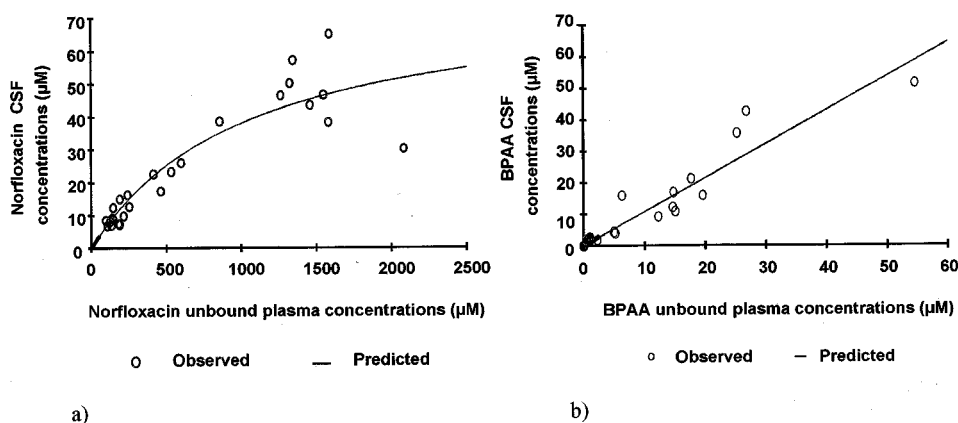 Norfloxacin CSF
concentrations (µM)
70
60
50
40
30
20
10
0
0 500 1000 1500 2000 2500
Norfloxacin unbound plasma concentrations (µM)
O Observed — Predicted
a)
BPAA CSF
concentrations (µM)
70
60
50
40
30
20
10
0
0 10 20 30 40 50 60
BPAA unbound plasma concentrations (µM)
O Observed — Predicted
b)